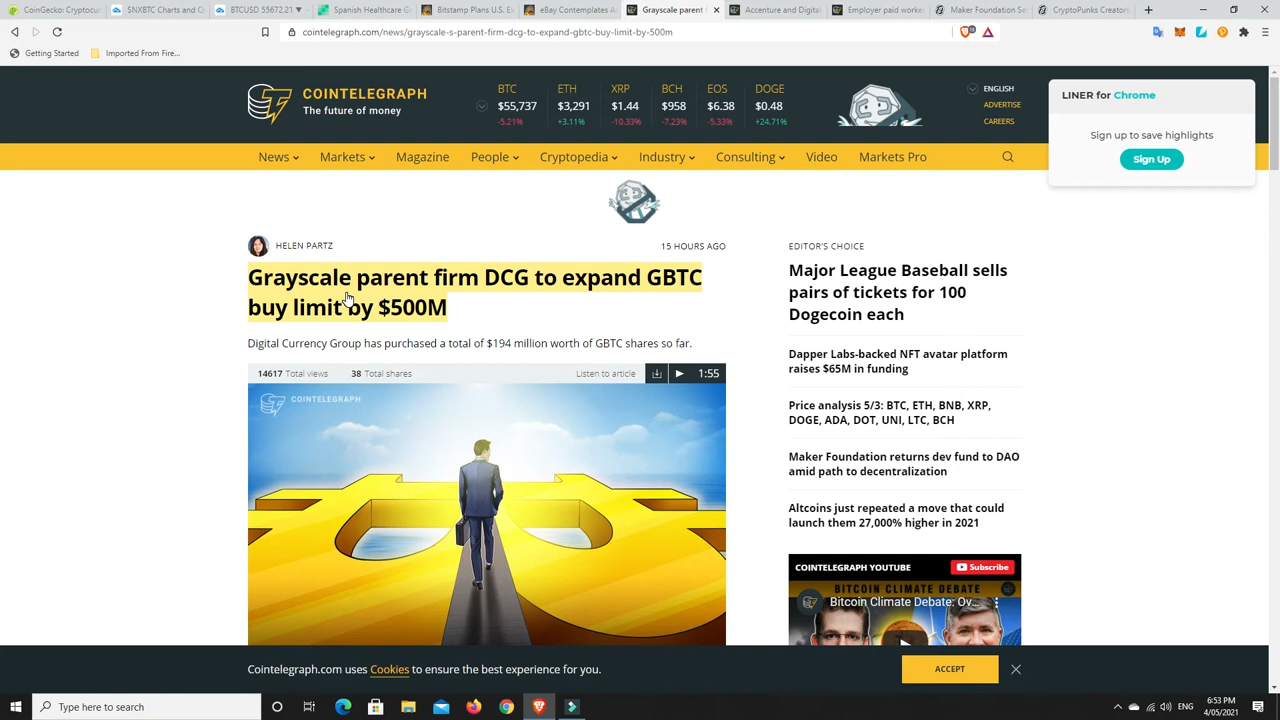 CoinGecko: Cryptocur
SNXBTC Charts and Q
BTCUSD 55672.21
Spanish Healthcare G
Bitstamp Plans U.S. E
eBay Contemplates A
Grayscale parent f
Accenture and Digita
Employer paid worke
Maker Foundation Se
CryptoPunks Creators
cointelegraph.com/news/grayscale-s-parent-firm-dcg-to-expand-gbtc-buy-limit-by-500m
Getting Started
Imported From Fire...
COINTELEGRAPH
The future of money
BTC ETH XRP BCH EOS DOGE
$55,737 $3,291 $1.44 $958 $6.38 $0.48
-5.21% +3.11% -10.33% -7.23% -5.33% +24.71%
ENGLISH
ADVERTISE
CAREERS
LINER for Chrome
Sign up to save highlights
Sign Up
News Markets Magazine People Cryptopedia Industry Consulting Video Markets Pro
HELEN PARTZ
15 HOURS AGO
Grayscale parent firm DCG to expand GBTC
buy limit by $500M
Digital Currency Group has purchased a total of $194 million worth of GBTC shares so far.
14617 Total views 38 Total shares Listen to article 1:55
COINTELEGRAPH
EDITOR'S CHOICE
Major League Baseball sells
pairs of tickets for 100
Dogecoin each
Dapper Labs-backed NFT avatar platform
raises $65M in funding
Price analysis 5/3: BTC, ETH, BNB, XRP,
DOGE, ADA, DOT, UNI, LTC, BCH
Maker Foundation returns dev fund to DAO
amid path to decentralization
Altcoins just repeated a move that could
launch them 27,000% higher in 2021
COINTELEGRAPH YOUTUBE
Subscribe
BITCOIN CLIMATE DEBATE
Bitcoin Climate Debate: Ov...
Cointelegraph.com uses Cookies to ensure the best experience for you.
ACCEPT
Type here to search
ENG
6:53 PM
4/05/2021